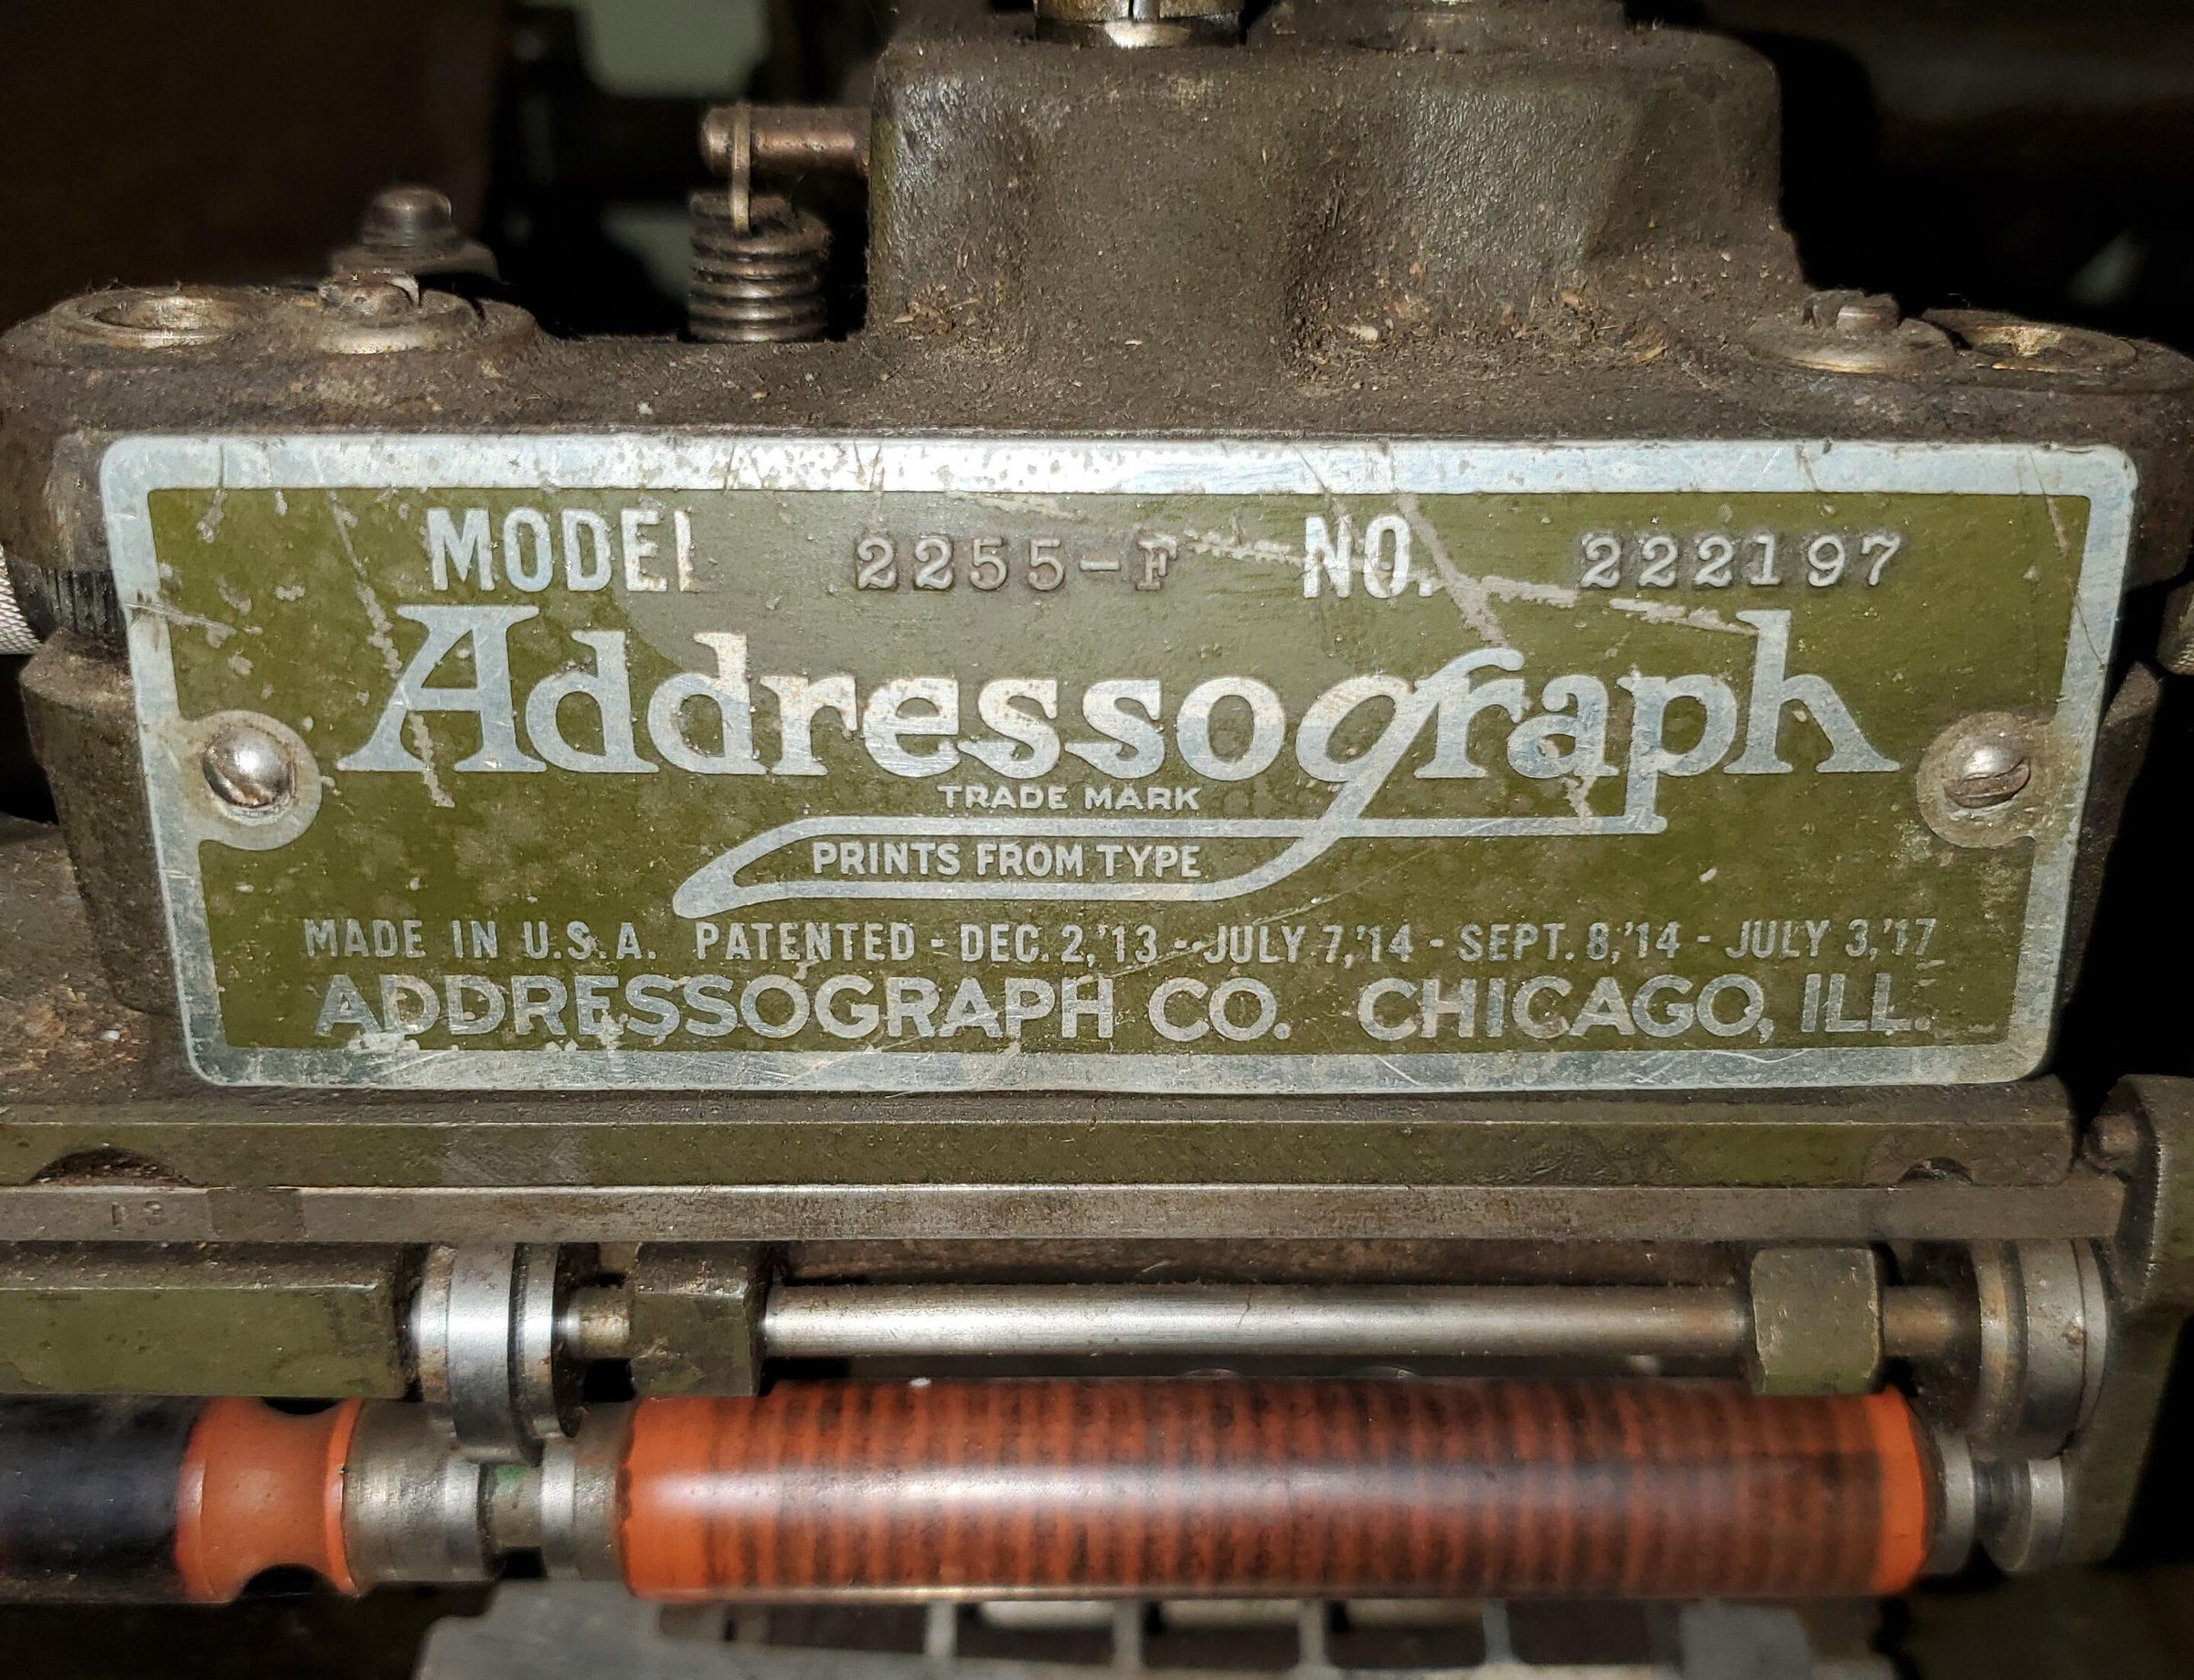 MODEL 2255-F NO. 222197
Addressograph
TRADE MARK
PRINTS FROM TYPE
MADE IN U.S.A. PATENTED - DEC. 2,'13 - JULY 7,'14 - SEPT. 8,'14 - JULY 3,'17
ADDRESSOGRAPH CO. CHICAGO, ILL.